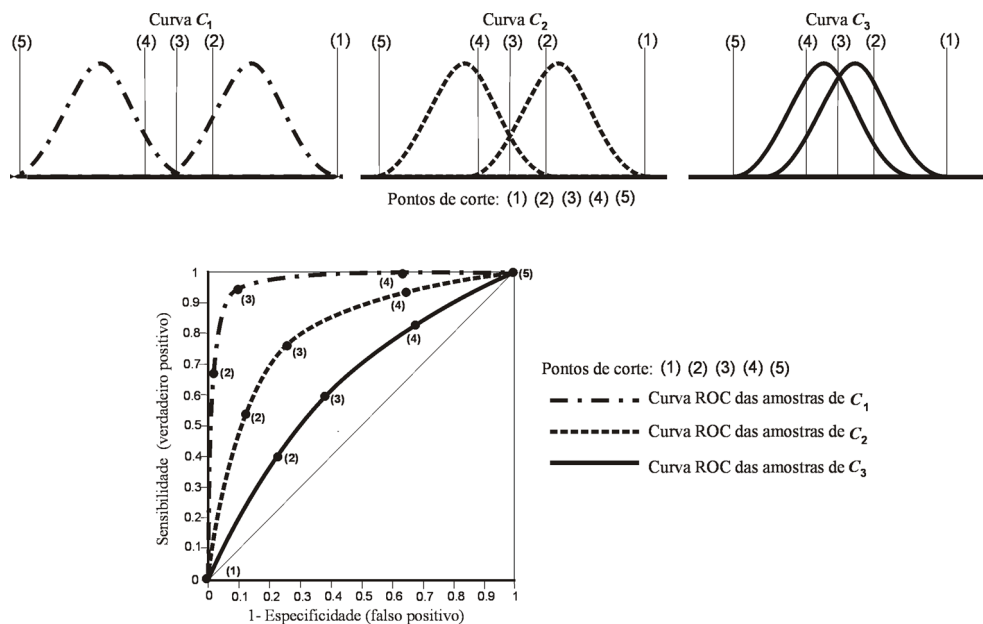 Curva C1
(5) (4) (3) (2) (1)
Curva C2
(5) (4) (3) (2) (1)
Curva C3
(5) (4) (3) (2) (1)
Pontos de corte: (1) (2) (3) (4) (5)
Sensibilidade (verdadeiro positivo)
1
0.9
0.8
0.7
0.6
0.5
0.4
0.3
0.2
0.1
0
(4)
(5)
(3)
(4)
(2)
(3)
(4)
(2)
(3)
(2)
(1)
0 0.1 0.2 0.3 0.4 0.5 0.6 0.7 0.8 0.9 1
1- Especificidade (falso positivo)
Pontos de corte: (1) (2) (3) (4) (5)
Curva ROC das amostras de C1
Curva ROC das amostras de C2
Curva ROC das amostras de C3